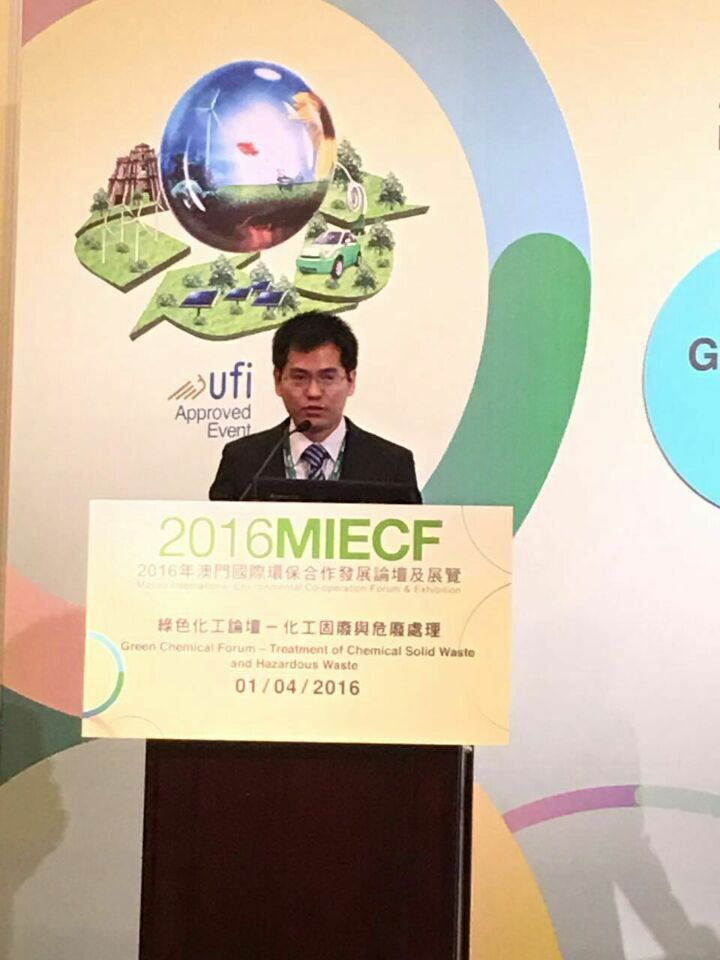 ufi
Approved
Event
G
2016MIECF
2016年澳門國際環保合作發展論壇及展覽
Macao International Environmental Co-operation Forum & Exhibition
綠色化工論壇－化工固廢與危廢處理
Green Chemical Forum – Treatment of Chemical Solid Waste
and Hazardous Waste
01/04/2016